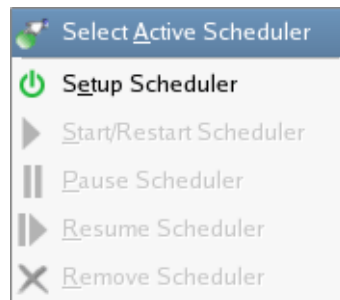 Select Active Scheduler
Setup Scheduler
Start/Restart Scheduler
Pause Scheduler
Resume Scheduler
Remove Scheduler